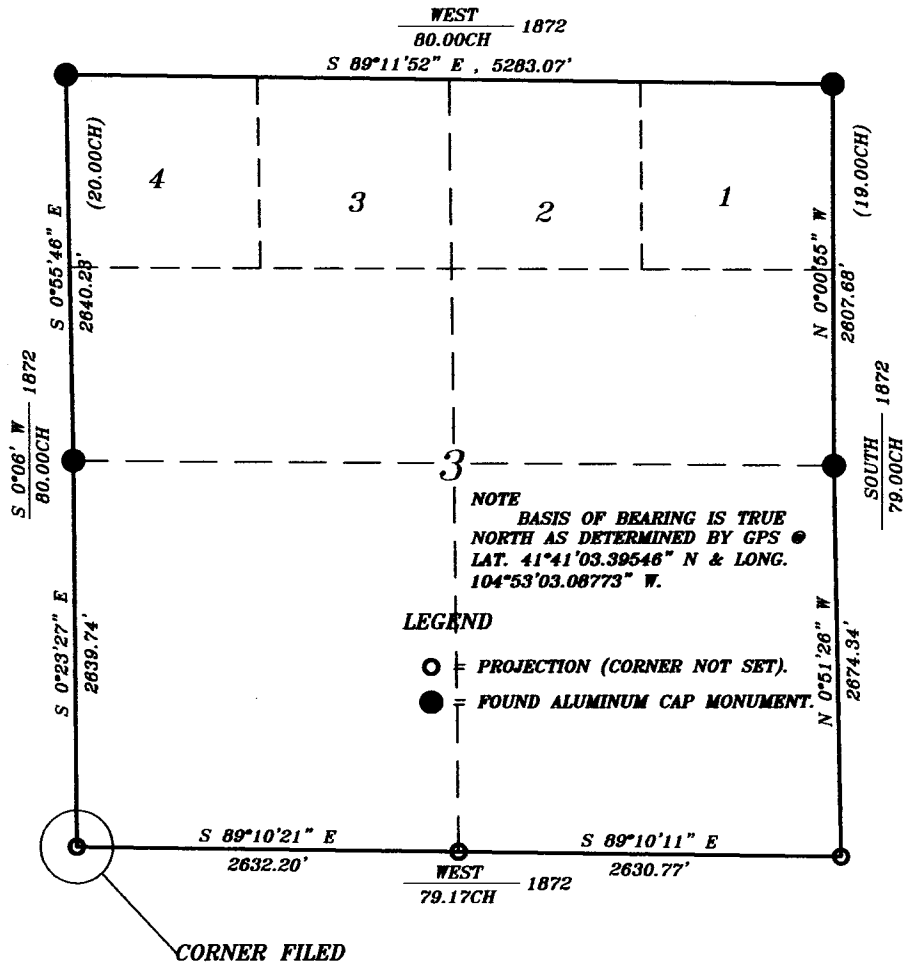 WEST
80.00CH
1872
S 89°11'52" E , 5283.07'
(20.00CH)
4
3
2
1
(19.00CH)
S 0°55'46" E
2640.23'
N 0°00'55" W
2607.68'
S 0°06' W
80.00CH
1872
SOUTH
79.00CH
1872
3
NOTE
BASIS OF BEARING IS TRUE
NORTH AS DETERMINED BY GPS @
LAT. 41°41'03.39546" N & LONG.
104°53'03.08773" W.
LEGEND
= PROJECTION (CORNER NOT SET).
= FOUND ALUMINUM CAP MONUMENT.
S 0°23'27" E
2639.74'
N 0°51'26" W
2674.34'
S 89°10'21" E
2632.20'
S 89°10'11" E
2630.77'
WEST
79.17CH
1872
CORNER FILED